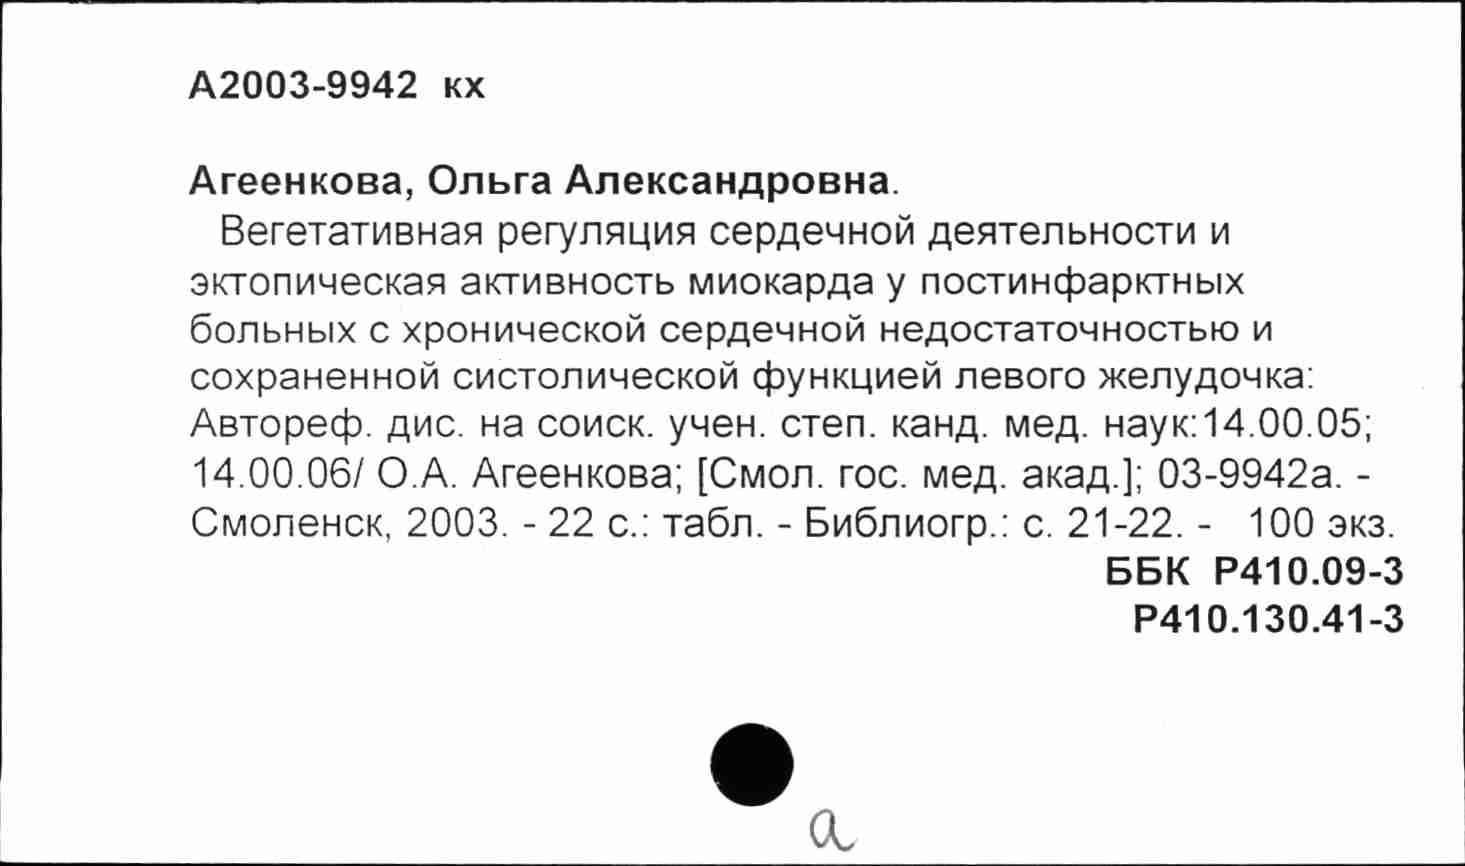 А2003-9942 кх
Агеенкова, Ольга Александровна.
Вегетативная регуляция сердечной деятельности и
эктопическая активность миокарда у постинфарктных
больных с хронической сердечной недостаточностью и
сохраненной систолической функцией левого желудочка:
Автореф. дис. на соиск. учен. степ. канд. мед. наук:14.00.05;
14.00.06/ О.А. Агеенкова; [Смол. гос. мед. акад.]; 03-9942а. -
Смоленск, 2003. - 22 с.: табл. - Библиогр.: с. 21-22. - 100 экз.
ББК Р410.09-3
Р410.130.41-3
а